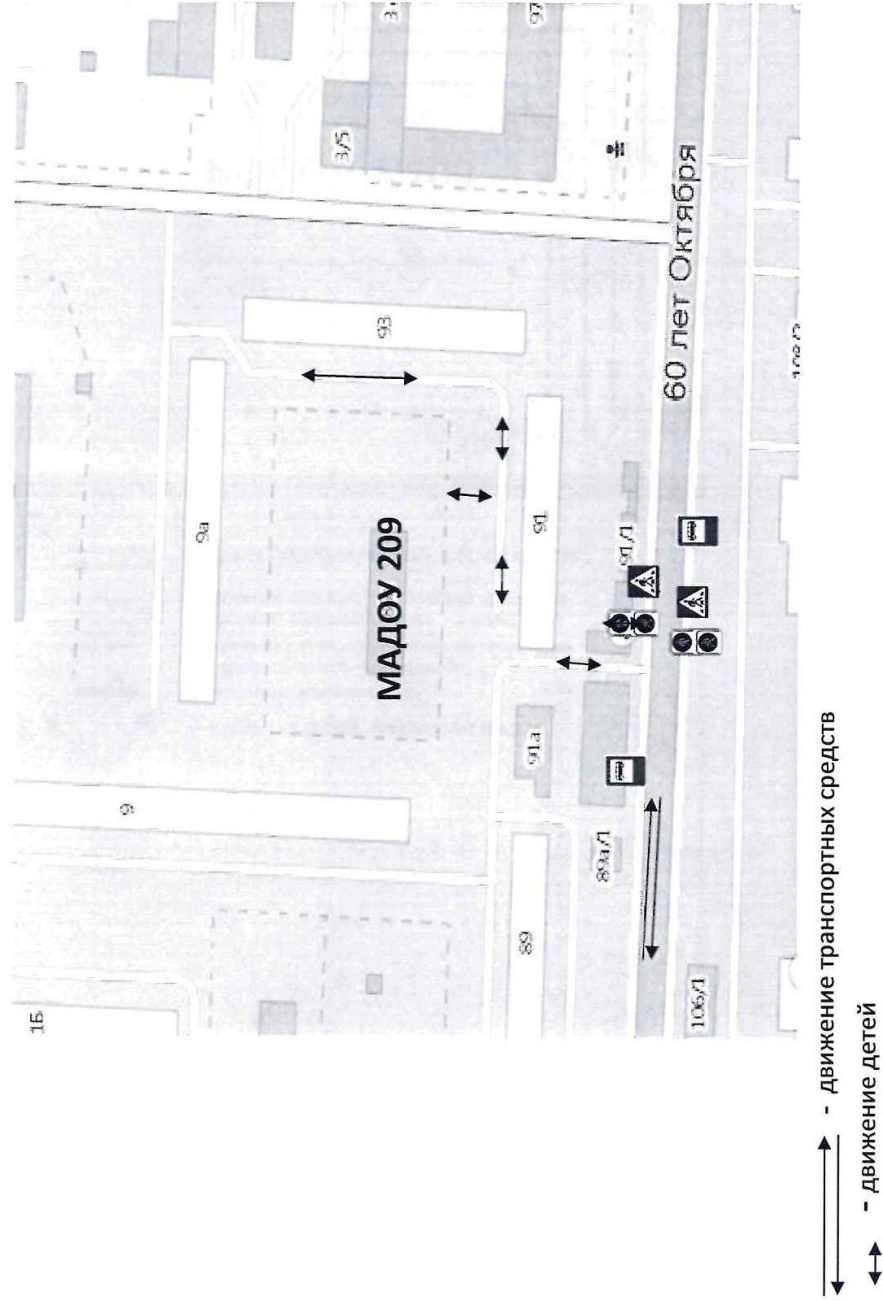 1Б
9
9а
3/5
93
МАДОУ 209
89
91а
91
97
89а/1
91/1
60 лет Октября
106/1
- движение транспортных средств
- движение детей